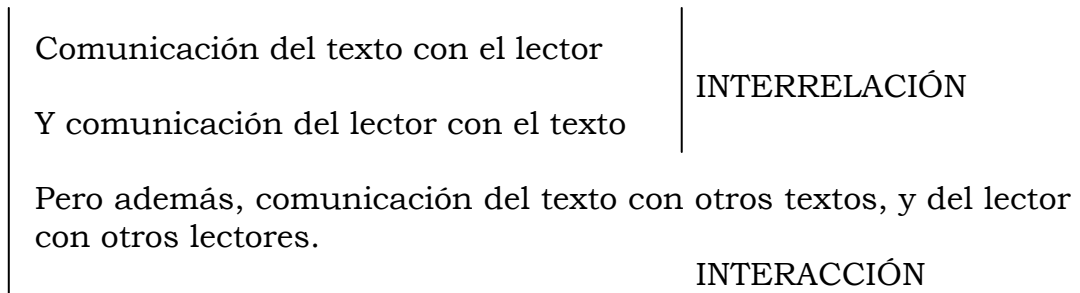 Comunicación del texto con el lector
INTERRELACIÓN
Y comunicación del lector con el texto
Pero además, comunicación del texto con otros textos, y del lector
con otros lectores.
INTERACCIÓN